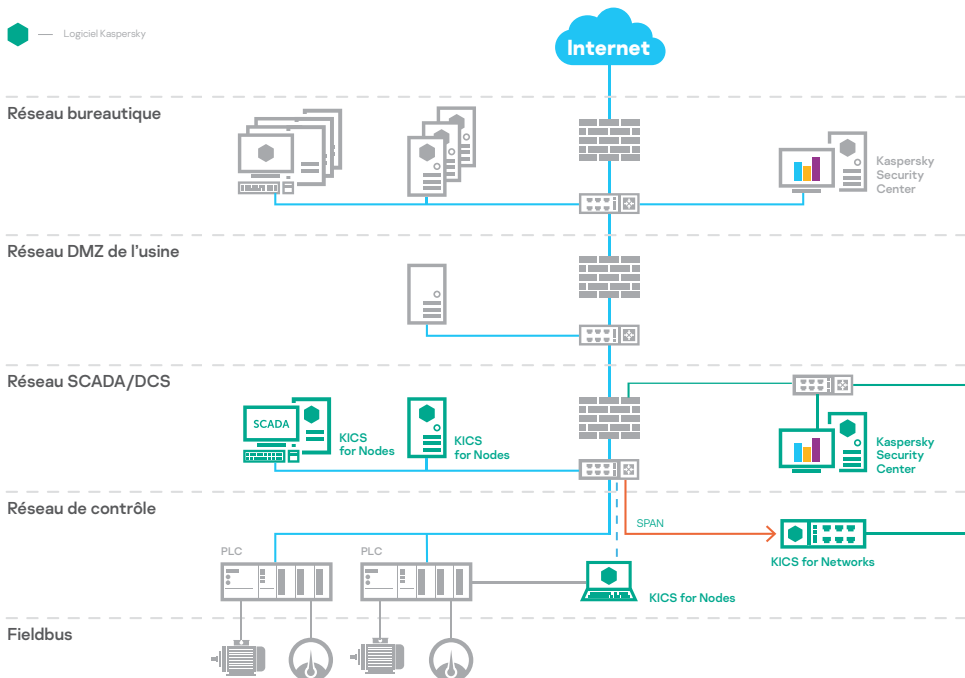 Logiciel Kaspersky
Internet
Réseau bureautique
Kaspersky
Security
Center
Réseau DMZ de l'usine
Réseau SCADA/DCS
SCADA
KICS
for Nodes
KICS
for Nodes
Kaspersky
Security
Center
Réseau de contrôle
SPAN
PLC
PLC
KICS for Networks
KICS for Nodes
Fieldbus